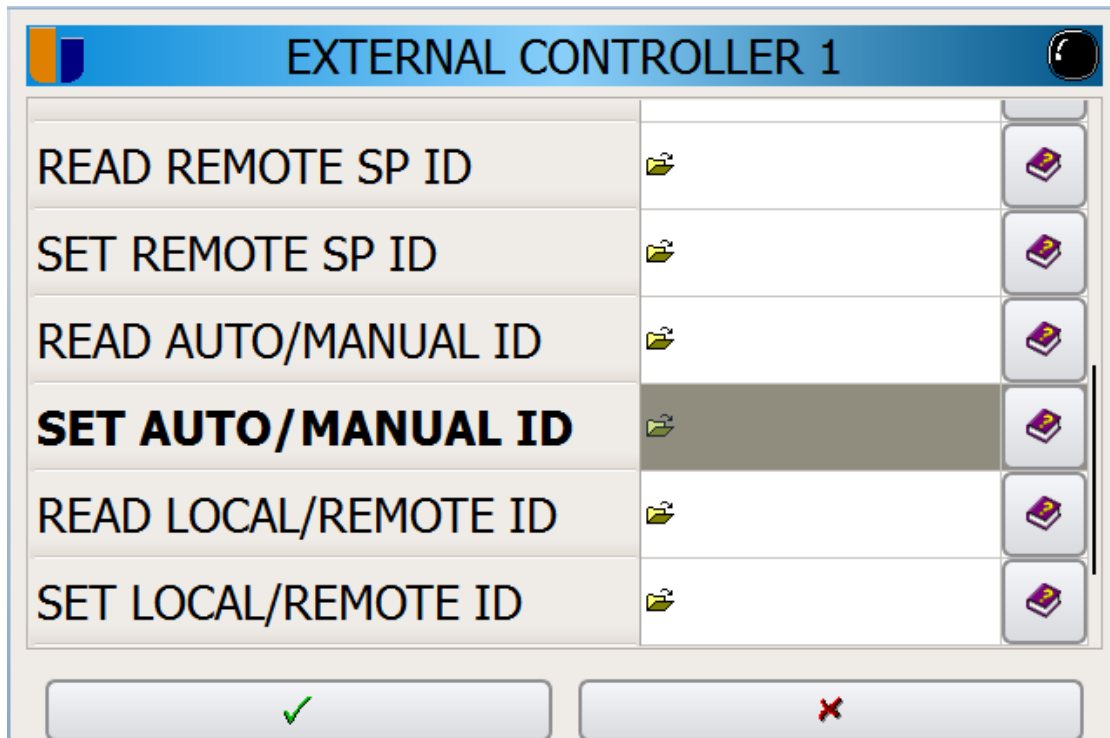 EXTERNAL CONTROLLER 1
READ REMOTE SP ID
SET REMOTE SP ID
READ AUTO/MANUAL ID
SET AUTO/MANUAL ID
READ LOCAL/REMOTE ID
SET LOCAL/REMOTE ID